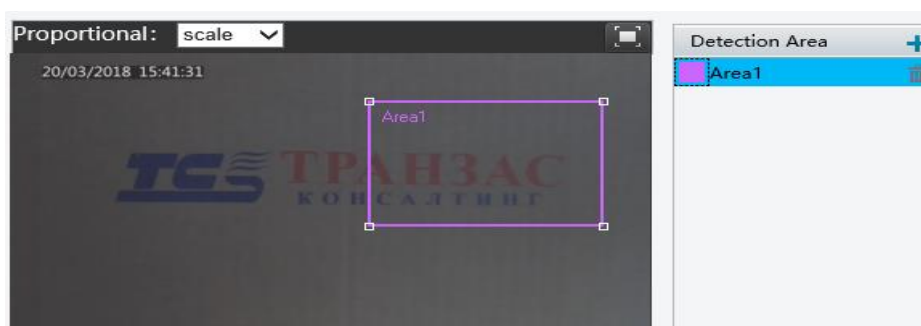 Proportional: scale
Detection Area
Area1
20/03/2018 15:41:31
Area1
TCS ТРАНЗАС
КОНСАЛТИНГ